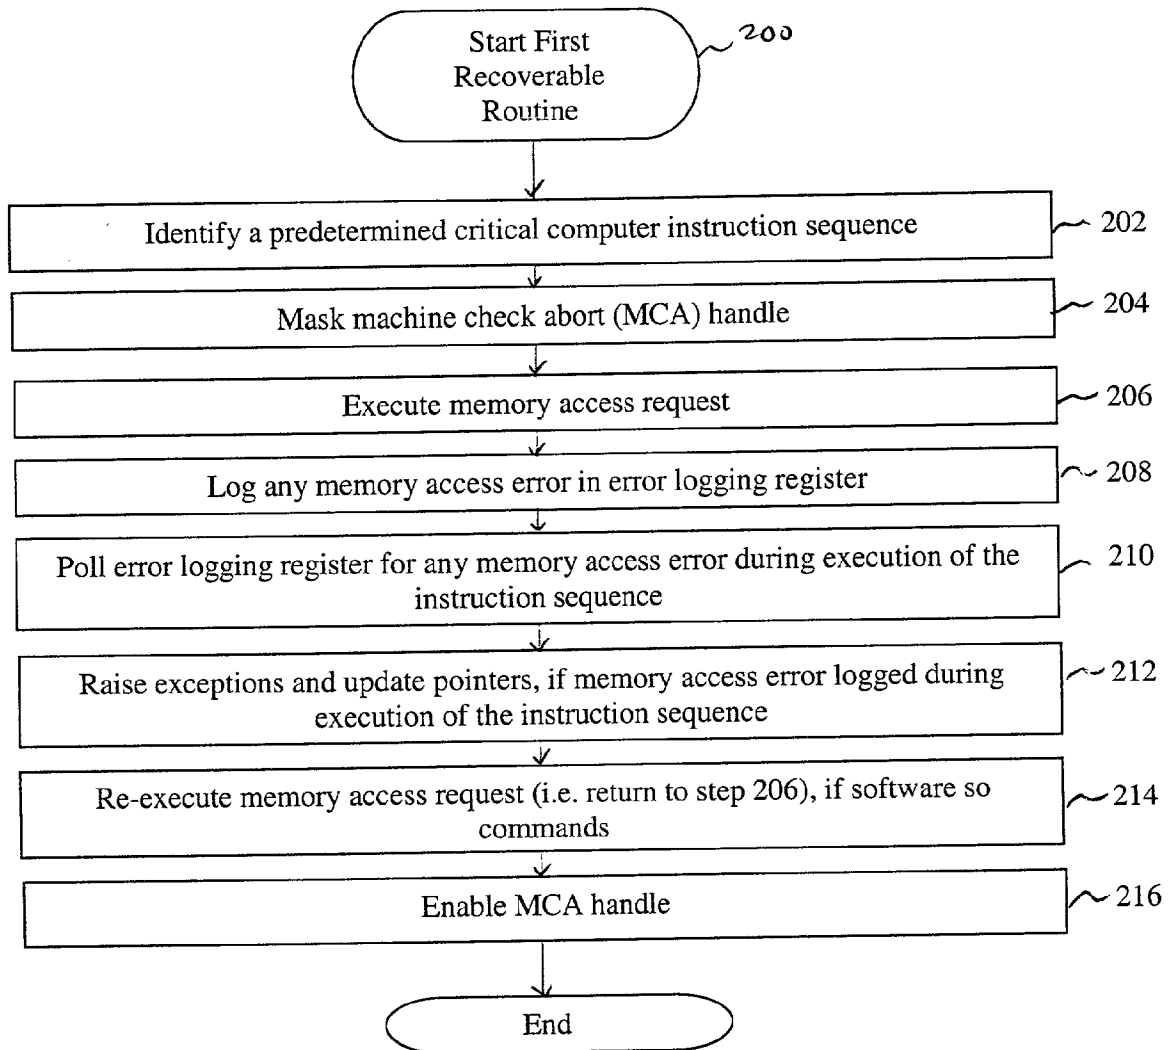 Start First
Recoverable
Routine
200
Identify a predetermined critical computer instruction sequence
202
Mask machine check abort (MCA) handle
204
Execute memory access request
206
Log any memory access error in error logging register
208
Poll error logging register for any memory access error during execution of the
instruction sequence
210
Raise exceptions and update pointers, if memory access error logged during
execution of the instruction sequence
212
Re-execute memory access request (i.e. return to step 206), if software so
commands
214
Enable MCA handle
216
End